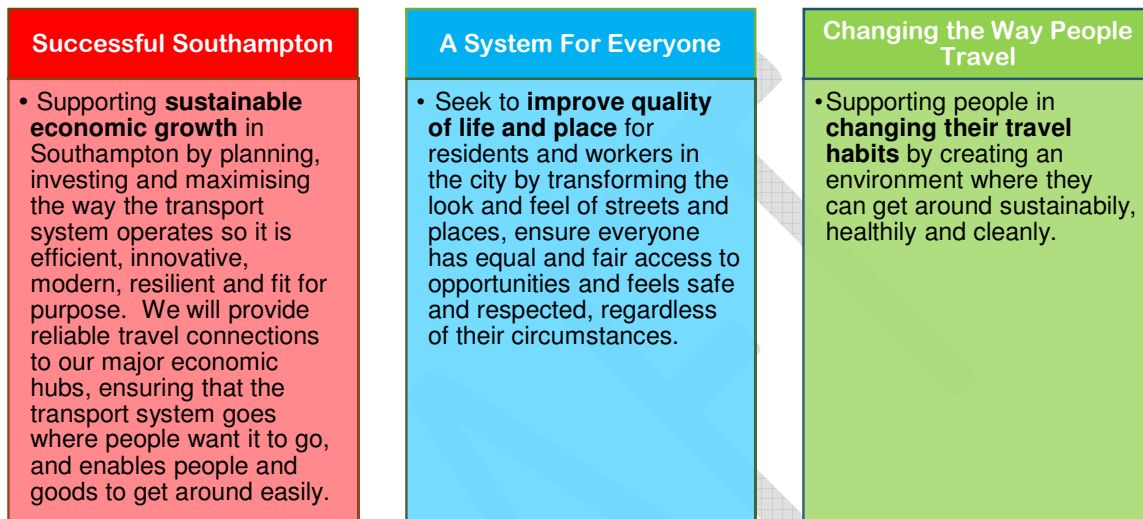 Successful Southampton
• Supporting sustainable
economic growth in
Southampton by planning,
investing and maximising
the way the transport
system operates so it is
efficient, innovative,
modern, resilient and fit for
purpose. We will provide
reliable travel connections
to our major economic
hubs, ensuring that the
transport system goes
where people want it to go,
and enables people and
goods to get around easily.
A System For Everyone
• Seek to improve quality
of life and place for
residents and workers in
the city by transforming the
look and feel of streets and
places, ensure everyone
has equal and fair access to
opportunities and feels safe
and respected, regardless
of their circumstances.
Changing the Way People
Travel
• Supporting people in
changing their travel
habits by creating an
environment where they
can get around sustainabily,
healthily and cleanly.